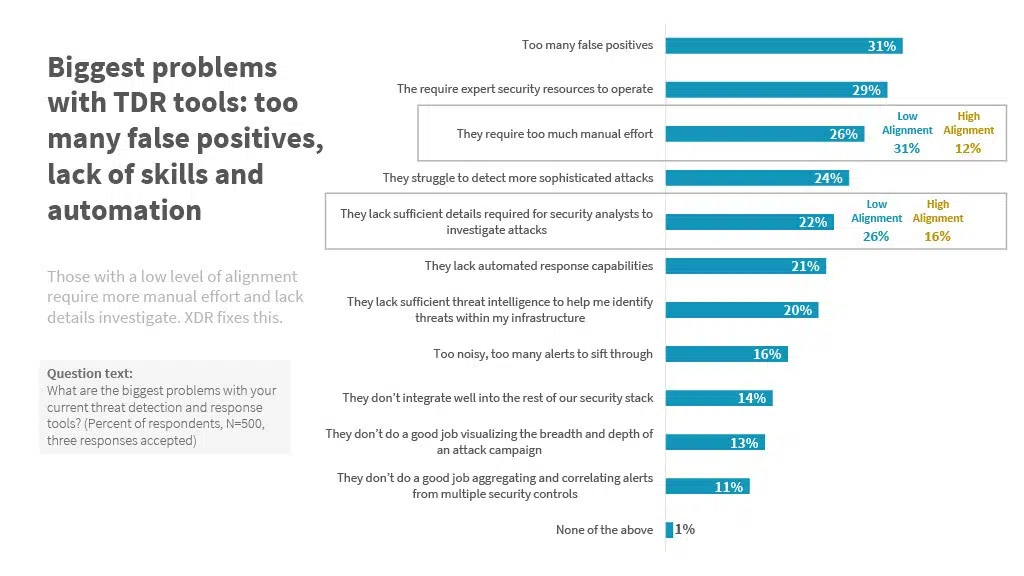 Biggest problems
with TDR tools: too
many false positives,
lack of skills and
automation
Those with a low level of alignment
require more manual effort and lack
details investigate. XDR fixes this.
Question text:
What are the biggest problems with your
current threat detection and response
tools? (Percent of respondents, N=500,
three responses accepted)
Too many false positives
31%
The require expert security resources to operate
29%
They require too much manual effort
26%
Low
Alignment
31%
High
Alignment
12%
They struggle to detect more sophisticated attacks
24%
They lack sufficient details required for security analysts to
investigate attacks
22%
Low
Alignment
26%
High
Alignment
16%
They lack automated response capabilities
21%
They lack sufficient threat intelligence to help me identify
threats within my infrastructure
20%
Too noisy, too many alerts to sift through
16%
They don't integrate well into the rest of our security stack
14%
They don't do a good job visualizing the breadth and depth of
an attack campaign
13%
They don't do a good job aggregating and correlating alerts
from multiple security controls
11%
None of the above
1%